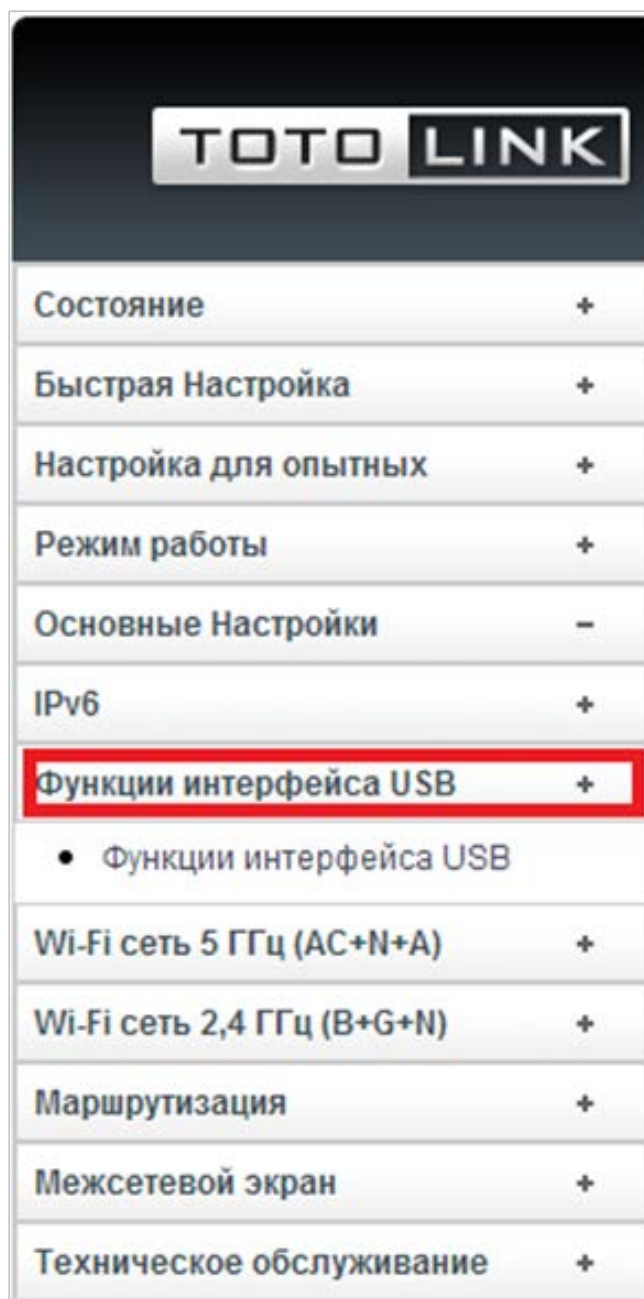 TOTO LINK
Состояние +
Быстрая Настройка +
Настройка для опытных +
Режим работы +
Основные Настройки −
IPv6 +
Функции интерфейса USB +
• Функции интерфейса USB
Wi-Fi сеть 5 ГГц (AC+N+A) +
Wi-Fi сеть 2,4 ГГц (B+G+N) +
Маршрутизация +
Межсетевой экран +
Техническое обслуживание +